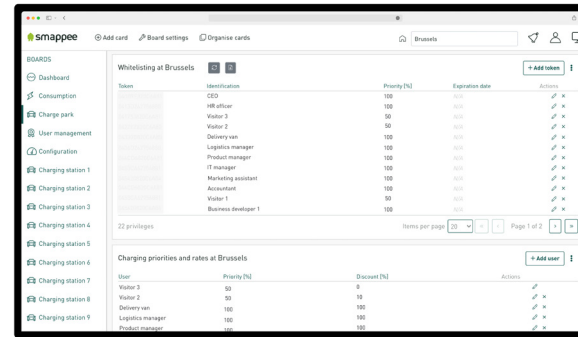 smappee
Add card
Board settings
Organise cards
Brussels
BOARDS
Dashboard
Consumption
Charge park
User management
Configuration
Charging station 1
Charging station 2
Charging station 3
Charging station 4
Charging station 5
Charging station 6
Charging station 7
Charging station 8
Charging station 9
Whitelisting at Brussels
+ Add token
Token Identification Priority (%) Expiration date Actions
CEO 100 N/A
HR officer 100 N/A
Visitor 3 50 N/A
Visitor 2 50 N/A
Delivery van 100 N/A
Logistics manager 100 N/A
Product manager 100 N/A
IT manager 100 N/A
Marketing assistant 100 N/A
Accountant 100 N/A
Visitor 1 50 N/A
Business developer 1 100 N/A
22 privileges Items per page 20 Page 1 of 2
Charging priorities and rates at Brussels
+ Add user
User Priority (%) Discount (%) Actions
Visitor 3 50 0
Visitor 2 50 10
Delivery van 100 100
Logistics manager 100 100
Product manager 100 100